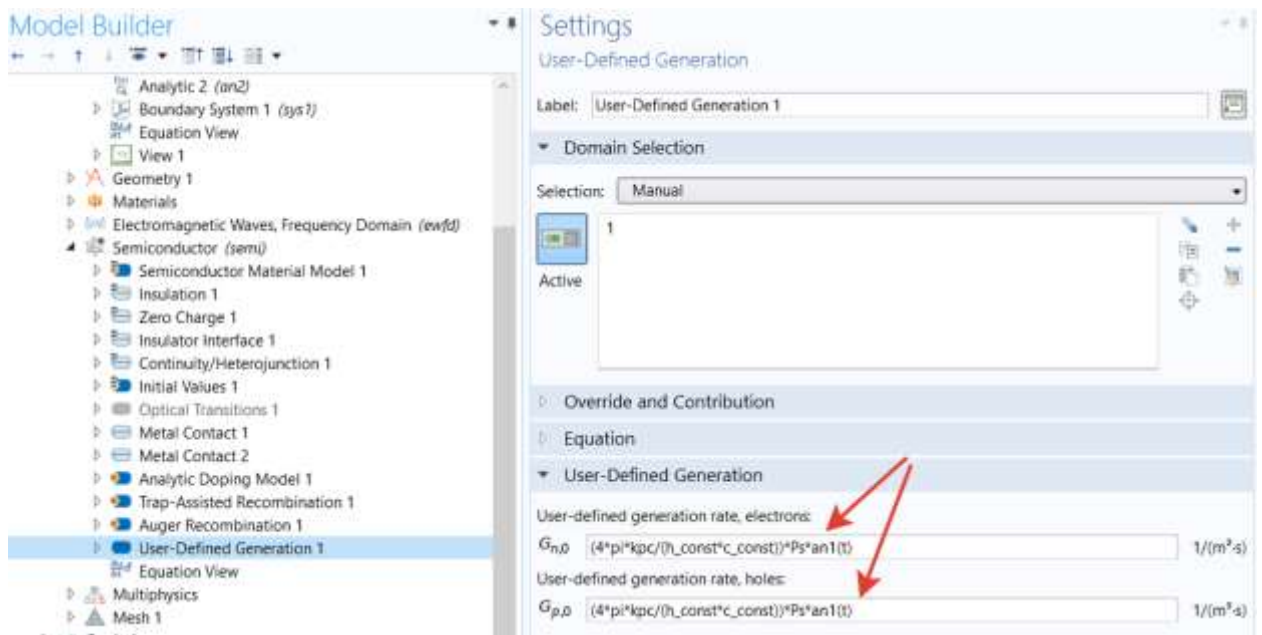 Model Builder
Analytic 2 (an2)
Boundary System 1 (sys1)
Equation View
View 1
Geometry 1
Materials
Electromagnetic Waves, Frequency Domain (ewfd)
Semiconductor (semi)
Semiconductor Material Model 1
Insulation 1
Zero Charge 1
Insulator Interface 1
Continuity/Heterojunction 1
Initial Values 1
Optical Transitions 1
Metal Contact 1
Metal Contact 2
Analytic Doping Model 1
Trap-Assisted Recombination 1
Auger Recombination 1
User-Defined Generation 1
Equation View
Multiphysics
Mesh 1
Settings
User-Defined Generation
Label: User-Defined Generation 1
Domain Selection
Selection: Manual
1
Active
Override and Contribution
Equation
User-Defined Generation
User-defined generation rate, electrons:
Gn,0 (4*pi*kpc/(h_const*c_const))*Ps*an1(t) 1/(m³·s)
User-defined generation rate, holes:
Gp,0 (4*pi*kpc/(h_const*c_const))*Ps*an1(t) 1/(m³·s)